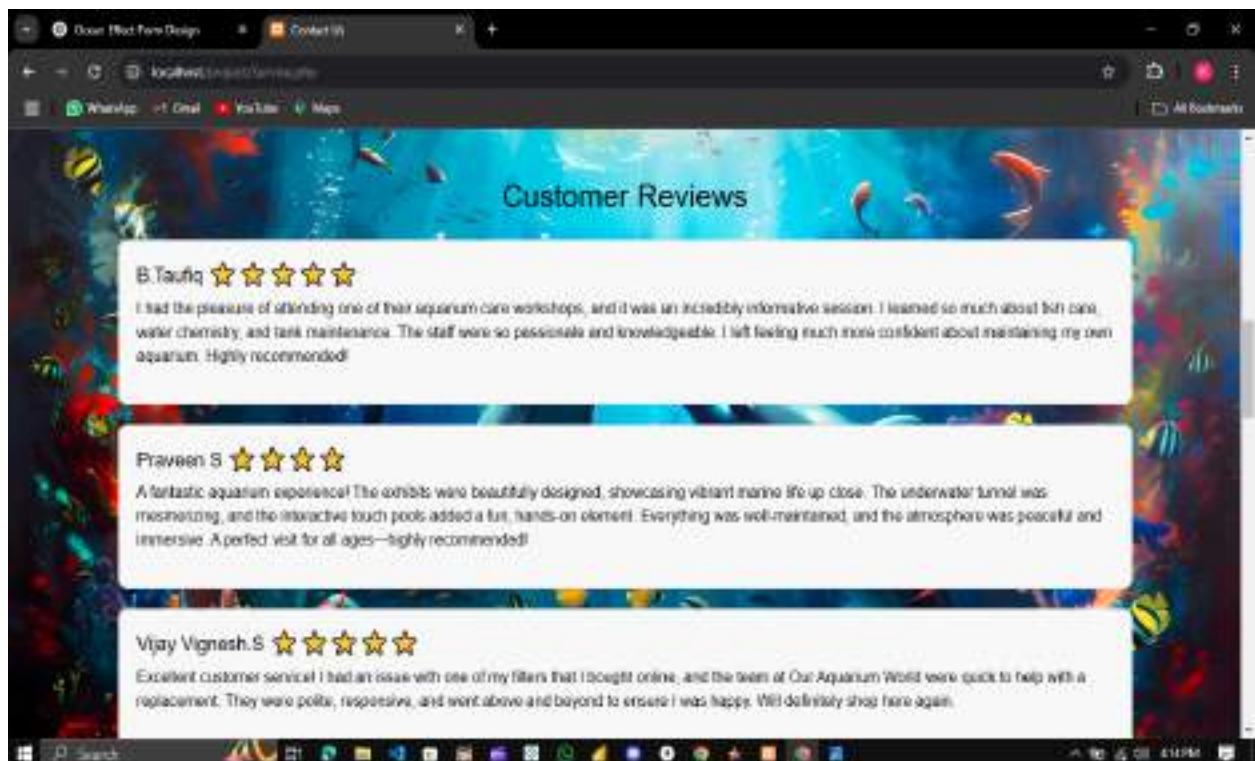 Ocean Effect Form Design
Contact Us
localhost
WhatsApp
Gmail
YouTube
Maps
All Bookmarks
Customer Reviews
B.Taufiq
I had the pleasure of attending one of their aquarium care workshops, and it was an incredibly informative session. I learned so much about fish care,
water chemistry, and tank maintenance. The staff were so passionate and knowledgeable. I left feeling much more confident about maintaining my own
aquarium. Highly recommended!
Praveen S
A fantastic aquarium experience! The exhibits were beautifully designed, showcasing vibrant marine life up close. The underwater tunnel was
mesmerizing, and the interactive touch pools added a fun, hands-on element. Everything was well-maintained, and the atmosphere was peaceful and
immersive. A perfect visit for all ages—highly recommended!
Vijay Vignesh.S
Excellent customer service! I had an issue with one of my filters that I bought online, and the team at Our Aquarium World were quick to help with a
replacement. They were polite, responsive, and went above and beyond to ensure I was happy. Will definitely shop here again.
Search
4:14 PM